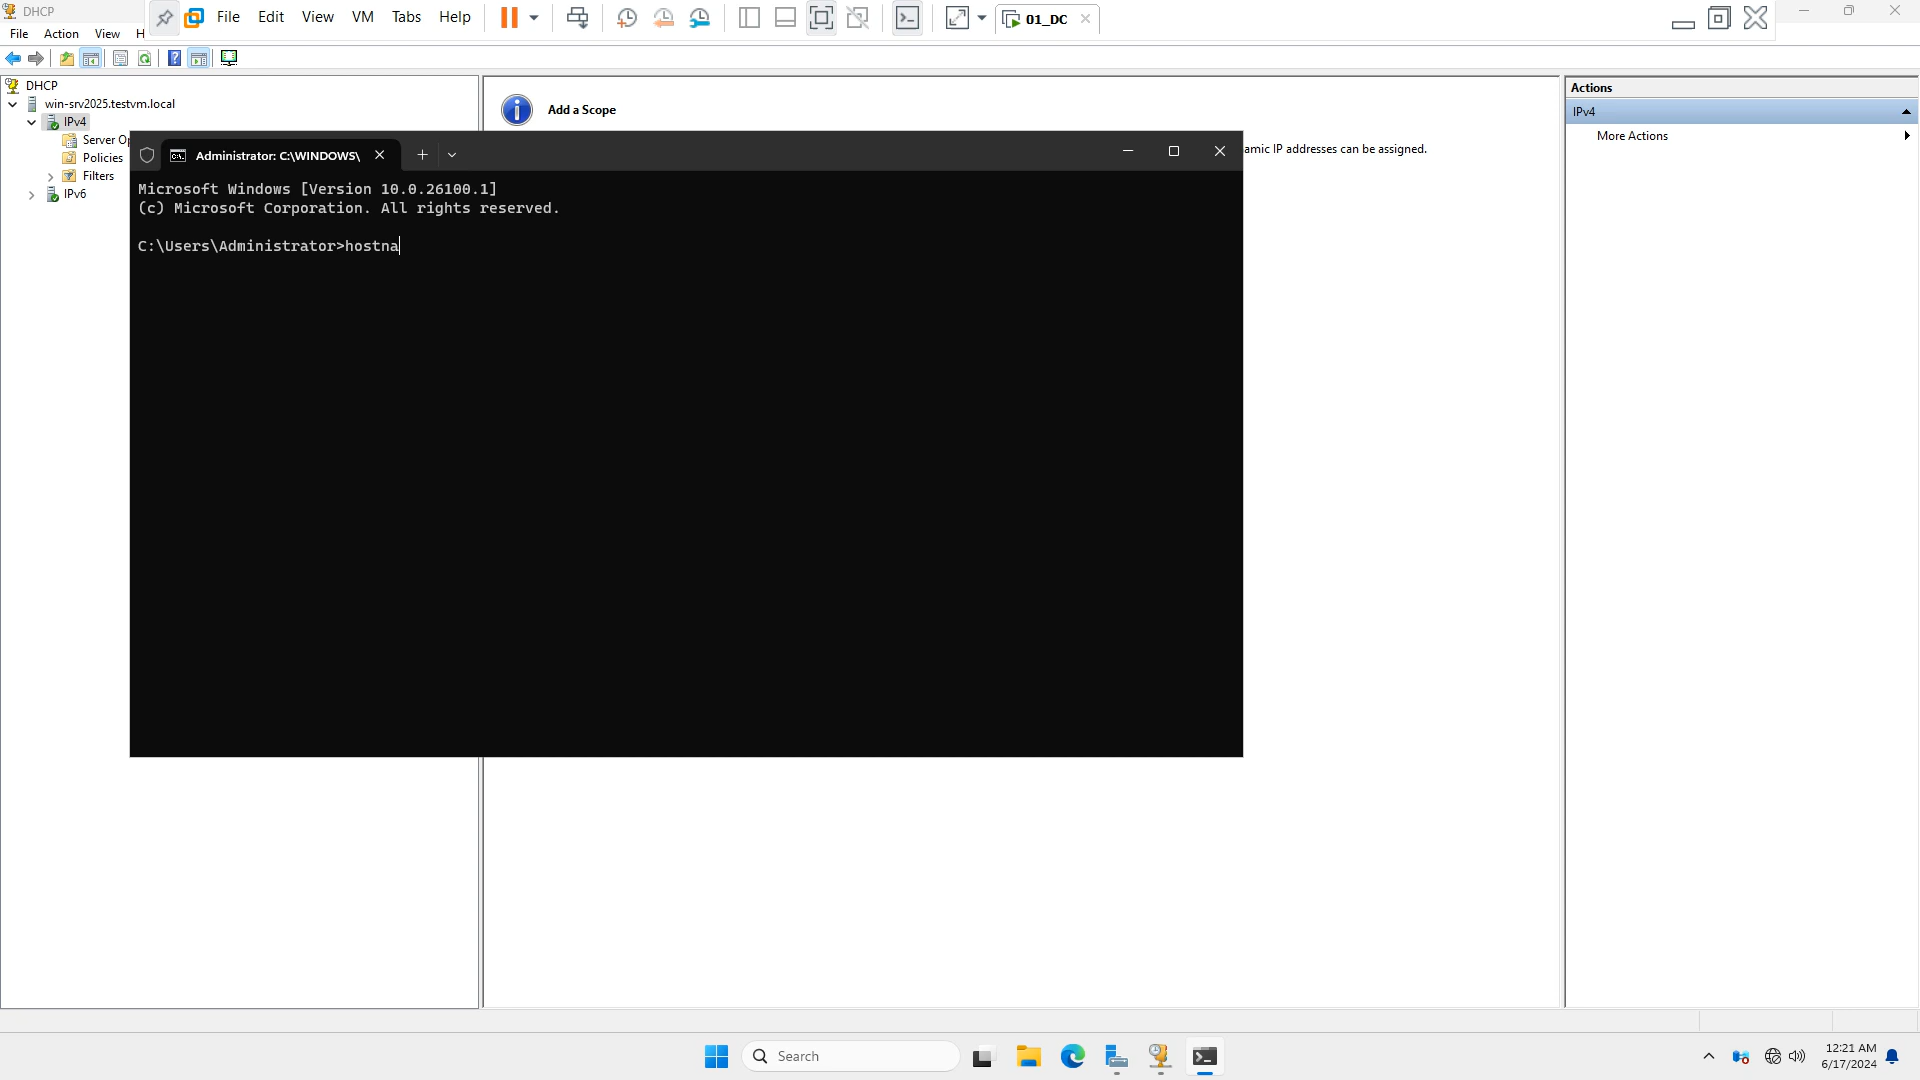 DHCP
File Edit View VM Tabs Help
01_DC
File Action View H
DHCP
win-srv2025.testvm.local
IPv4
Server Op
Policies
Filters
IPv6
Add a Scope
amic IP addresses can be assigned.
Administrator: C:\WINDOWS\
Microsoft Windows [Version 10.0.26100.1]
(c) Microsoft Corporation. All rights reserved.
C:\Users\Administrator>hostna
Actions
IPv4
More Actions
Search
12:21 AM
6/17/2024